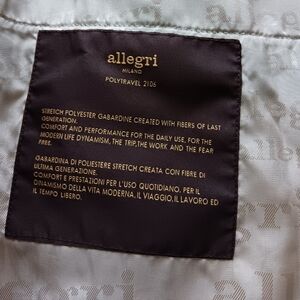 allegri
MILANO
POLYTRAVEL 2106
STRETCH POLYESTER GABARDINE CREATED WITH FIBERS OF LAST
GENERATION.
COMFORT AND PERFORMANCE FOR THE DAILY USE, FOR THE
MODERN LIFE DYNAMISM, THE TRIP, THE WORK AND THE FEAR
FREE.
GABARDINA DI POLIESTERE STRETCH CREATA CON FIBRE DI
ULTIMA GENERAZIONE.
COMFORT E PRESTAZIONI PER L'USO QUOTIDIANO, PER IL
DINAMISMO DELLA VITA MODERNA, IL VIAGGIO, IL LAVORO ED
IL TEMPO LIBERO.